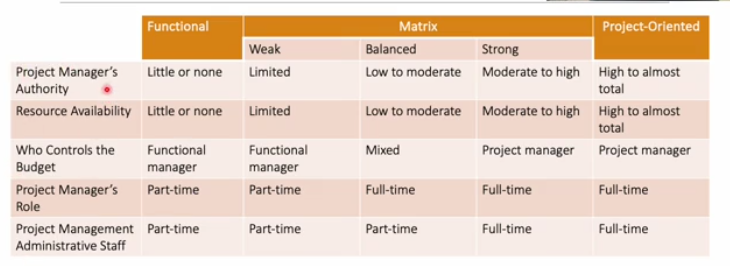 Functional Matrix Project-Oriented
Weak Balanced Strong
Project Manager's Little or none Limited Low to moderate Moderate to high High to almost
Authority total
Resource Availability Little or none Limited Low to moderate Moderate to high High to almost
total
Who Controls the Functional Functional Mixed Project manager Project manager
Budget manager manager
Project Manager's Part-time Part-time Full-time Full-time Full-time
Role
Project Management Part-time Part-time Part-time Full-time Full-time
Administrative Staff